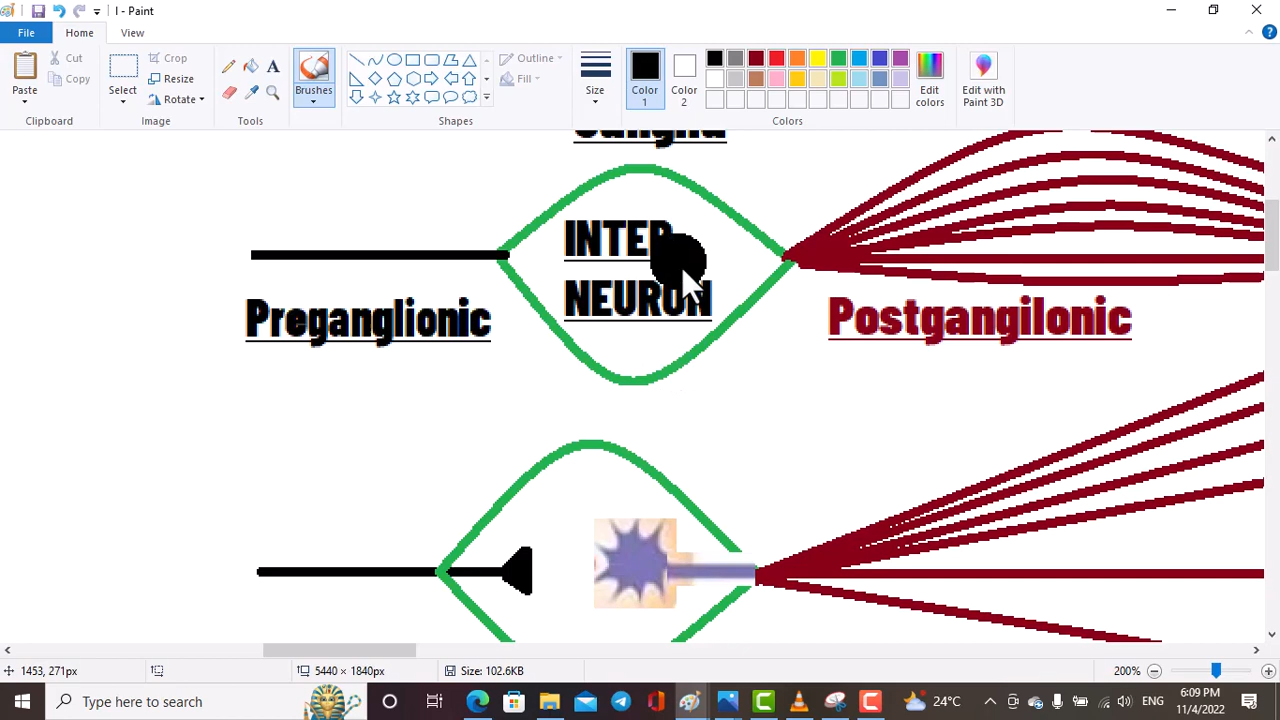 I - Paint
File
Home
View
Paste
Cut
Copy
Clipboard
Select
Crop
Resize
Rotate
Image
A
Tools
Brushes
Outline
Fill
Shapes
Size
Color
1
Color
2
Edit
colors
Edit with
Paint 3D
Colors
INTER
NEURON
Preganglionic
Postgangilonic
1453, 271px
5440 × 1840px
Size: 102.6KB
200%
Type here to search
24°C
ENG
6:09 PM
11/4/2022